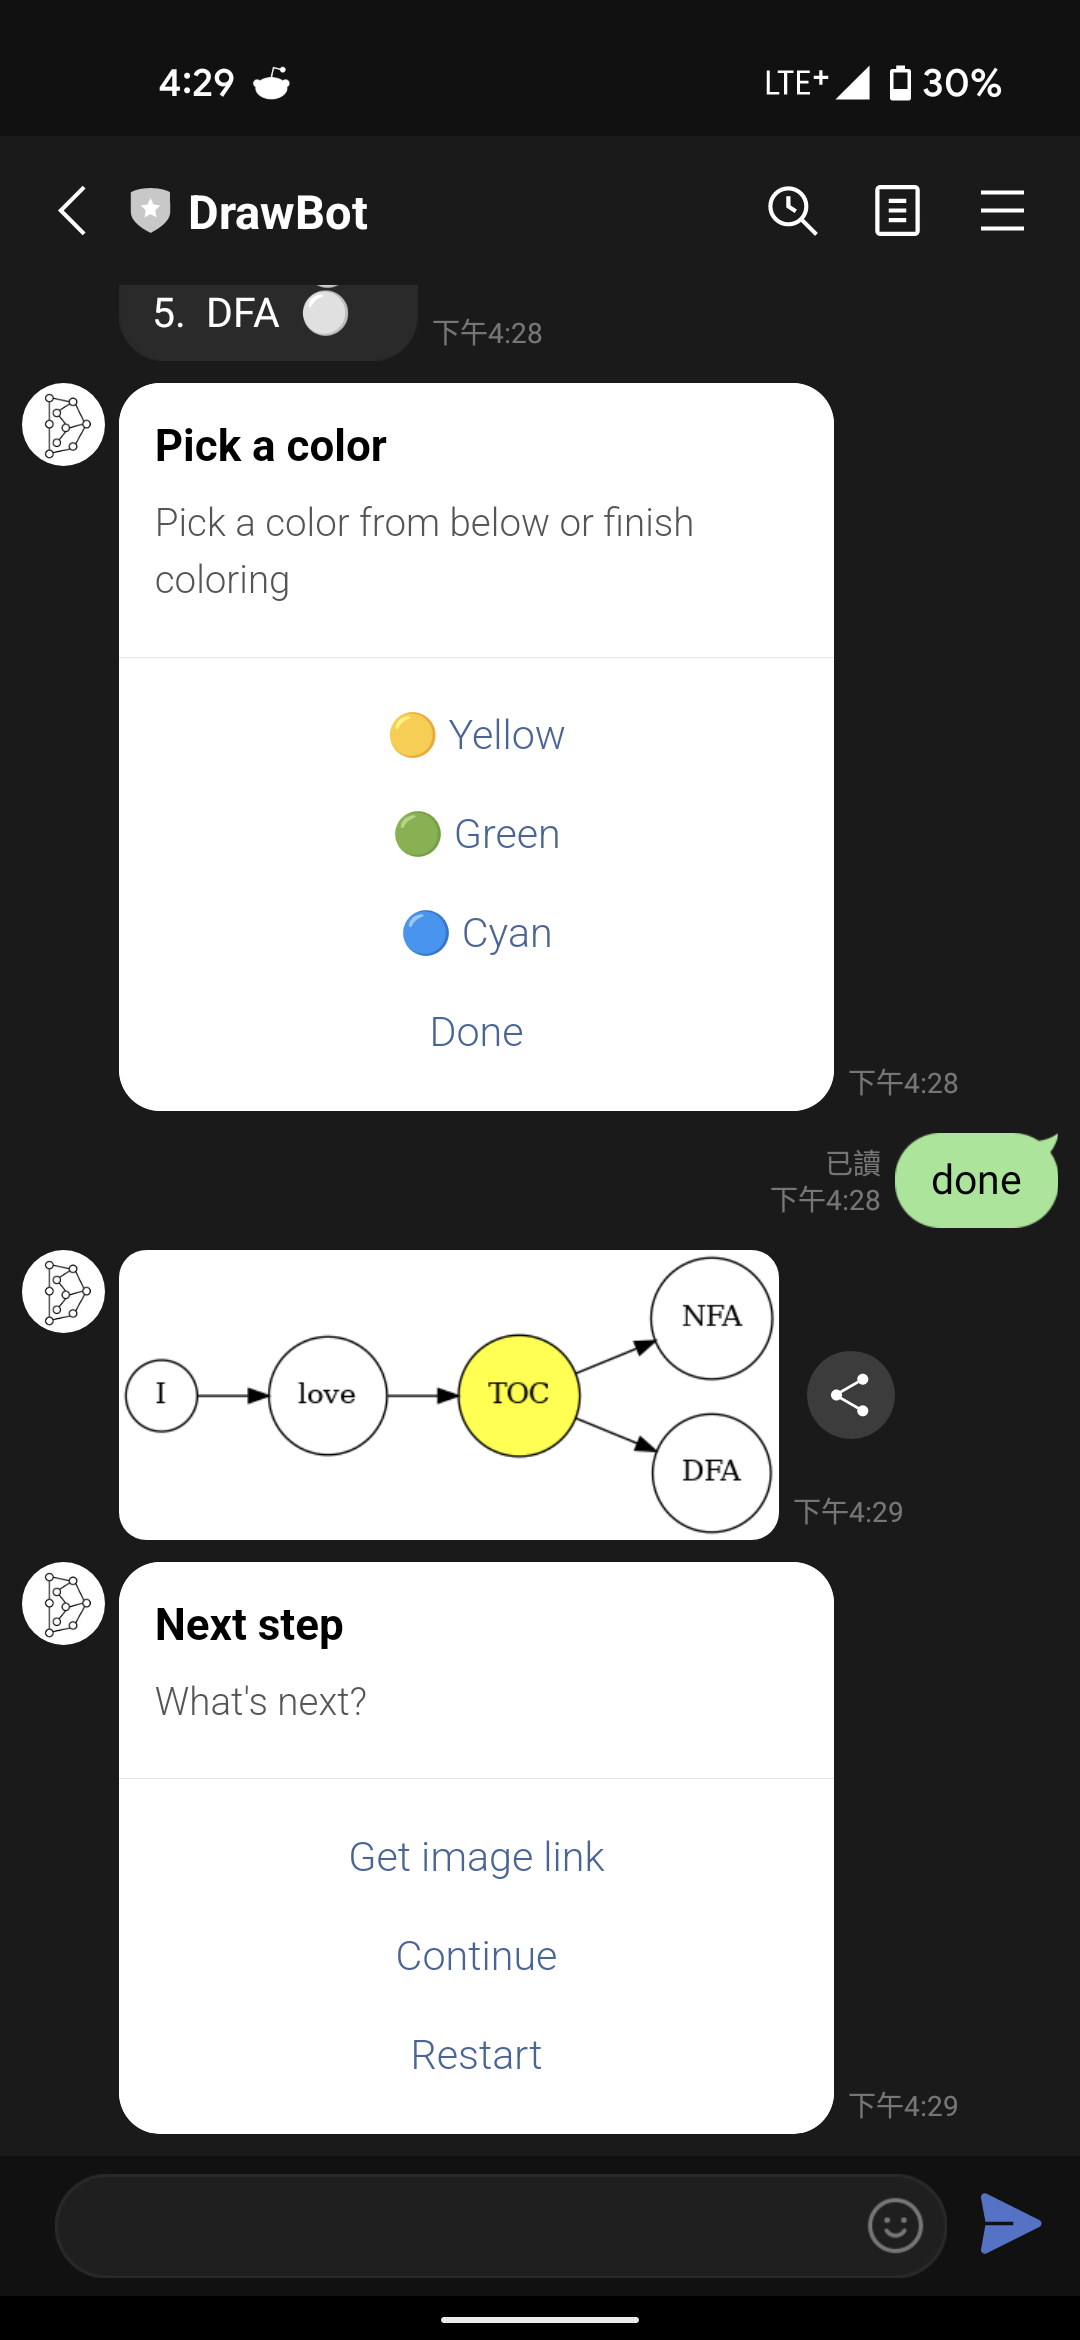 4:29
LTE+ 30%
DrawBot
5. DFA
下午4:28
Pick a color
Pick a color from below or finish
coloring
Yellow
Green
Cyan
Done
下午4:28
已讀
下午4:28
done
I
love
TOC
NFA
DFA
下午4:29
Next step
What's next?
Get image link
Continue
Restart
下午4:29